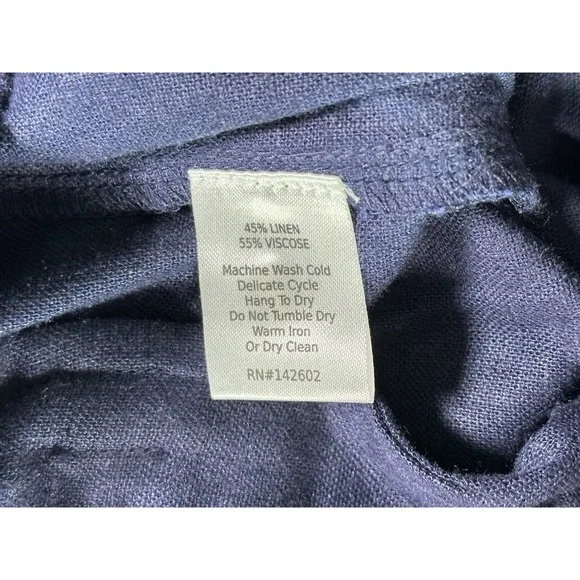 45% LINEN
55% VISCOSE
Machine Wash Cold
Delicate Cycle
Hang To Dry
Do Not Tumble Dry
Warm Iron
Or Dry Clean
RN#142602